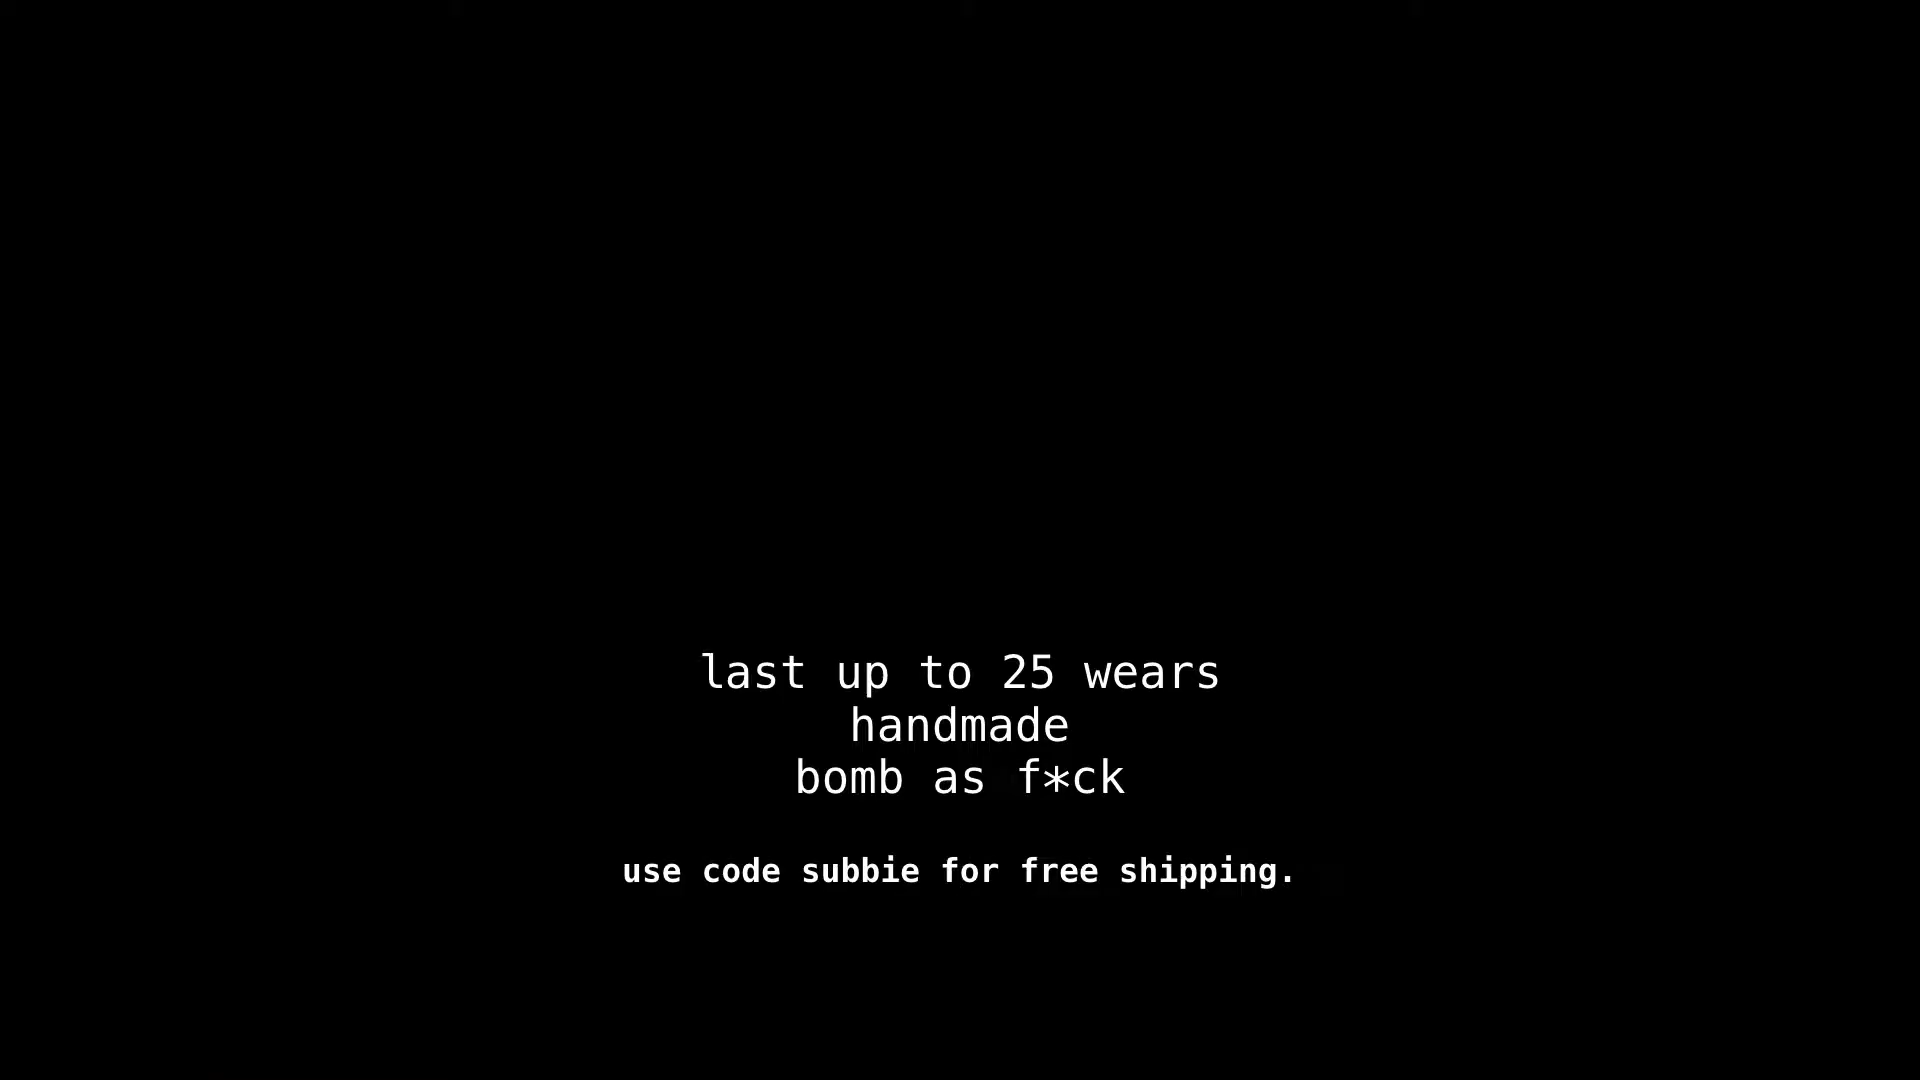 last up to 25 wears
handmade
bomb as f*ck
use code subbie for free shipping.